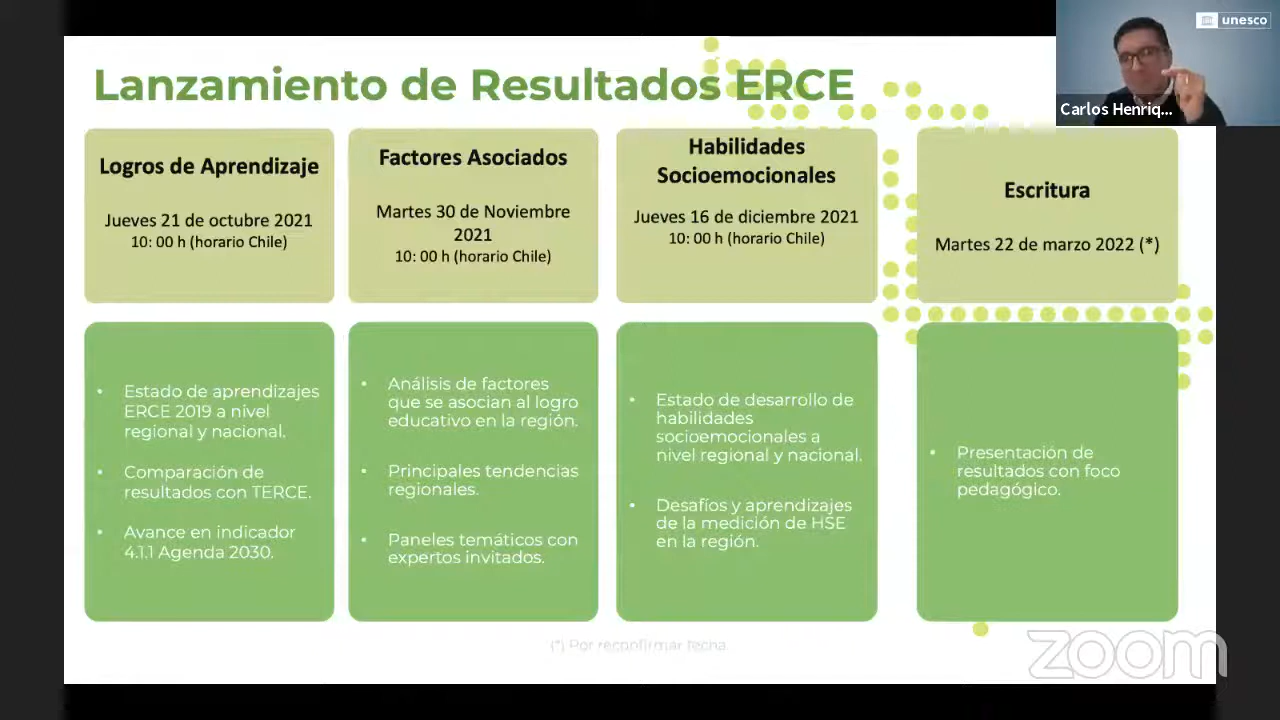 unesco
Carlos Henriq...
Lanzamiento de Resultados ERCE
Logros de Aprendizaje
Jueves 21 de octubre 2021
10: 00 h (horario Chile)
Factores Asociados
Martes 30 de Noviembre
2021
10: 00 h (horario Chile)
Habilidades
Socioemocionales
Jueves 16 de diciembre 2021
10: 00 h (horario Chile)
Escritura
Martes 22 de marzo 2022 (*)
• Estado de aprendizajes
ERCE 2019 a nivel
regional y nacional.
• Comparación de
resultados con TERCE.
• Avance en indicador
4.1.1 Agenda 2030.
• Análisis de factores
que se asocian al logro
educativo en la región.
• Principales tendencias
regionales.
• Paneles temáticos con
expertos invitados.
• Estado de desarrollo de
habilidades
socioemocionales a
nivel regional y nacional.
• Desafíos y aprendizajes
de la medición de HSE
en la región.
• Presentación de
resultados con foco
pedagógico.
(*) Por reconfirmar fecha.
zoom